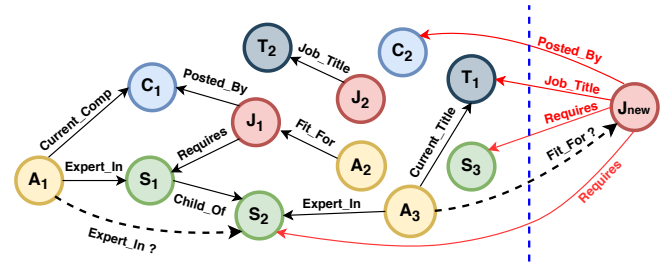 T2
Job_Title
C2
Posted_By
C1
Posted_By
T1
Job_Title
Current_Comp
J2
Jnew
J1
Requires
Fit_For
Current_Title
Requires
Fit_For ?
A2
S3
Expert_In
A1
S1
Child_Of
Requires
S2
Expert_In
A3
Expert_In ?